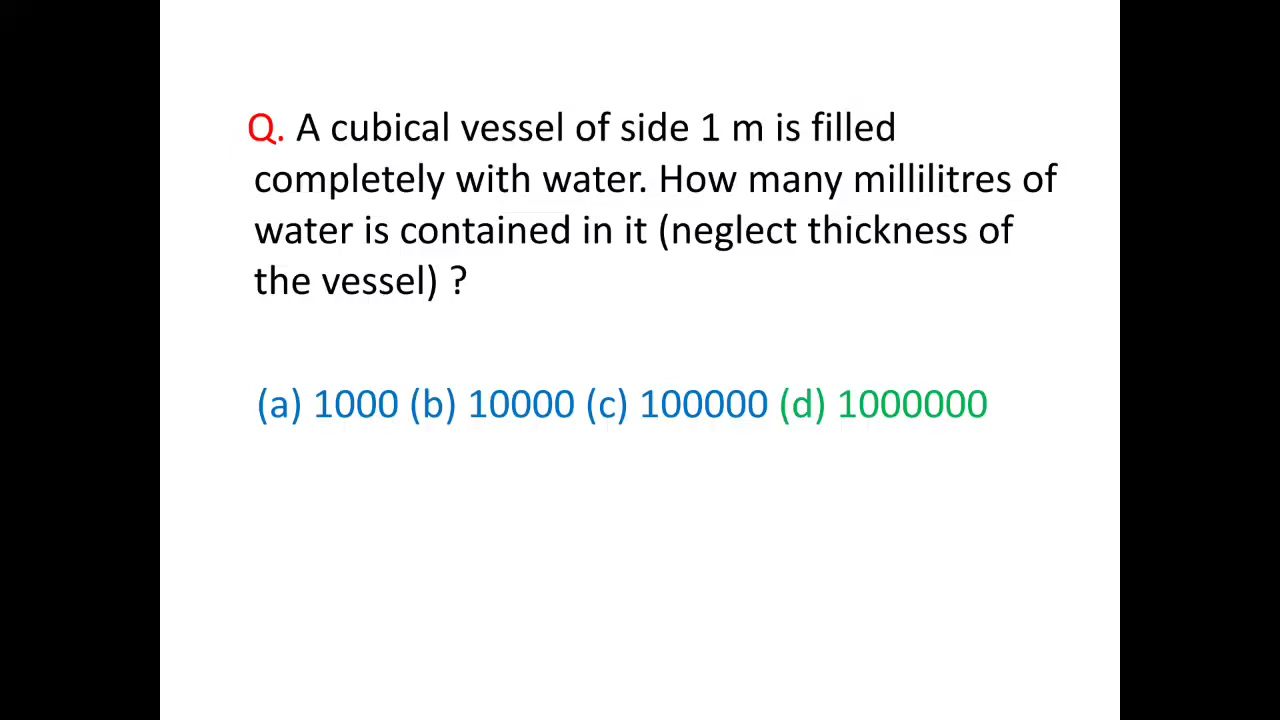 Q. A cubical vessel of side 1 m is filled
completely with water. How many millilitres of
water is contained in it (neglect thickness of
the vessel) ?
(a) 1000 (b) 10000 (c) 100000 (d) 1000000